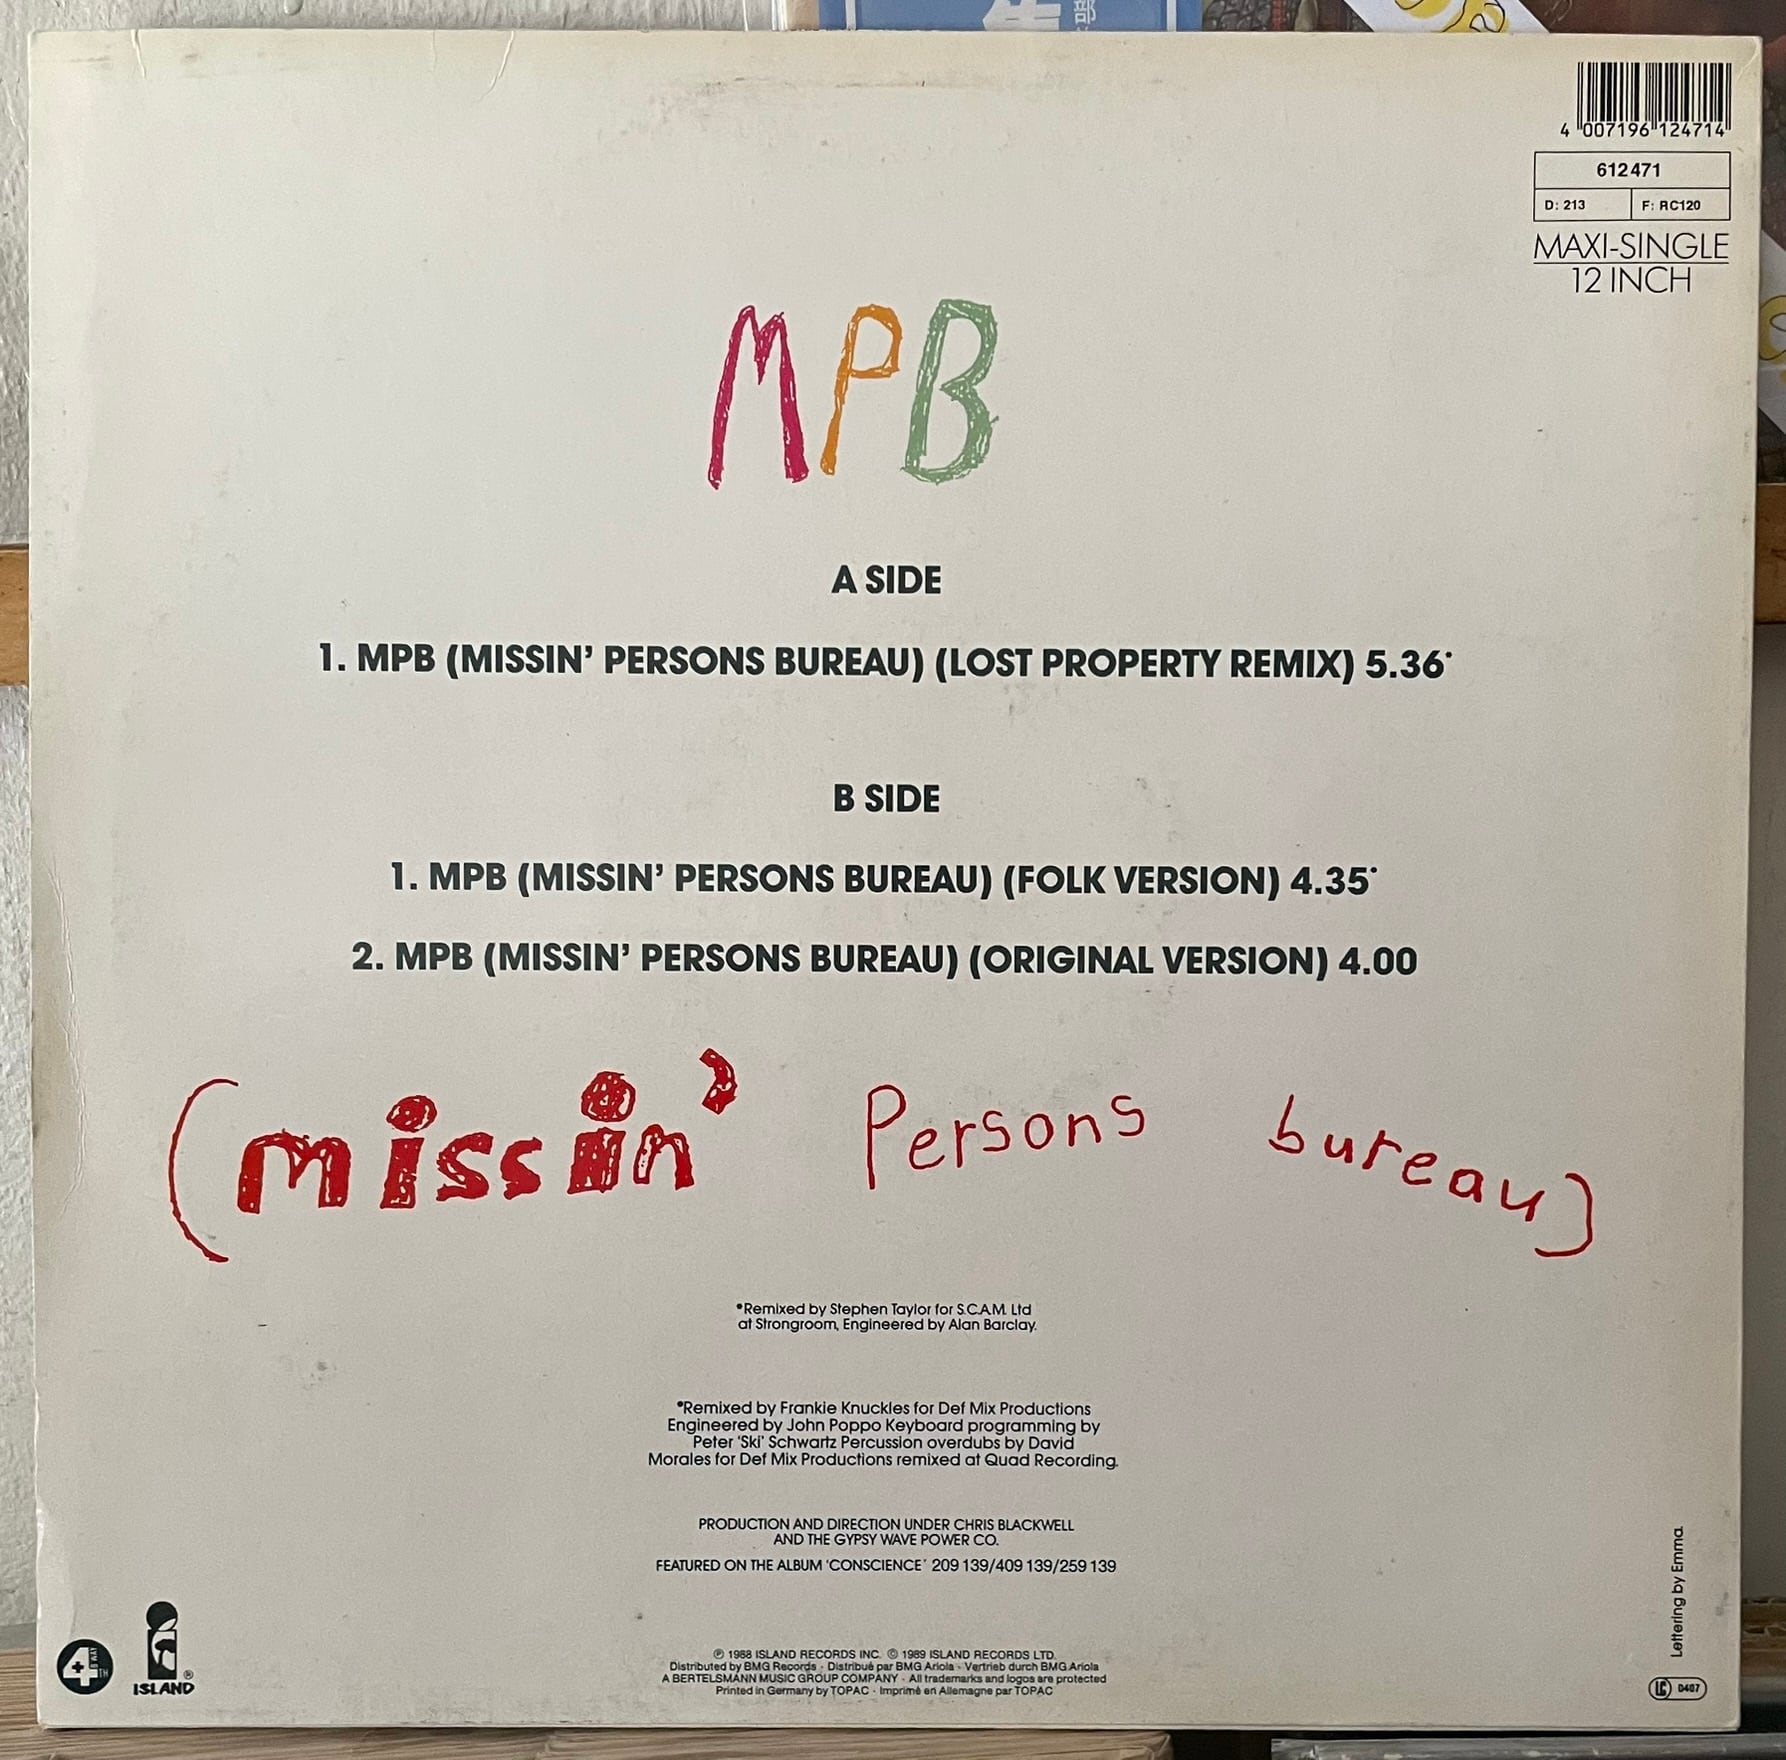 作
部
4 007196 124714
612471
D: 213
F: RC120
MAXI-SINGLE
12 INCH
MPB
A SIDE
1. MPB (MISSIN’ PERSONS BUREAU) (LOST PROPERTY REMIX) 5.36•
B SIDE
1. MPB (MISSIN’ PERSONS BUREAU) (FOLK VERSION) 4.35•
2. MPB (MISSIN’ PERSONS BUREAU) (ORIGINAL VERSION) 4.00
(missin’ Persons bureau)
•Remixed by Stephen Taylor for S.C.A.M. Ltd
at Strongroom, Engineered by Alan Barclay.
•Remixed by Frankie Knuckles for Def Mix Productions
Engineered by John Poppo Keyboard programming by
Peter ‘Ski’ Schwartz Percussion overdubs by David
Morales for Def Mix Productions remixed at Quad Recording.
PRODUCTION AND DIRECTION UNDER CHRIS BLACKWELL
AND THE GYPSY WAVE POWER CO.
FEATURED ON THE ALBUM ‘CONSCIENCE’ 209 139/409 139/259 139
Lettering by Emma.
4TH
B'WAY
ISLAND ®
℗ 1988 ISLAND RECORDS INC. © 1989 ISLAND RECORDS LTD.
Distributed by BMG Records · Distribué par BMG Ariola · Vertrieb durch BMG Ariola
A BERTELSMANN MUSIC GROUP COMPANY · All trademarks and logos are protected
Printed in Germany by TOPAC · Imprimé en Allemagne par TOPAC
LC 0407